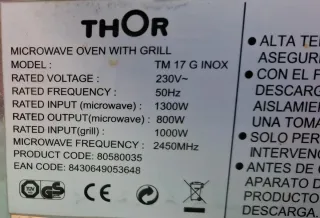 THOR
MICROWAVE OVEN WITH GRILL
MODEL : TM 17 G INOX
RATED VOLTAGE : 230V~
RATED FREQUENCY : 50Hz
RATED INPUT (microwave) : 1300W
RATED OUTPUT(microwave) : 800W
RATED INPUT(grill) : 1000W
MICROWAVE FREQUENCY : 2450MHz
PRODUCT CODE: 80580035
EAN CODE: 8430649053648
CE
● ALTA
ASEGUR
● CON EL
DESCARG
AISLAMIEN
UNA TOMA
● SOLO PER
INTERVENC
● ANTES DE
APARATO D
PRODUCTO
DESCARGA